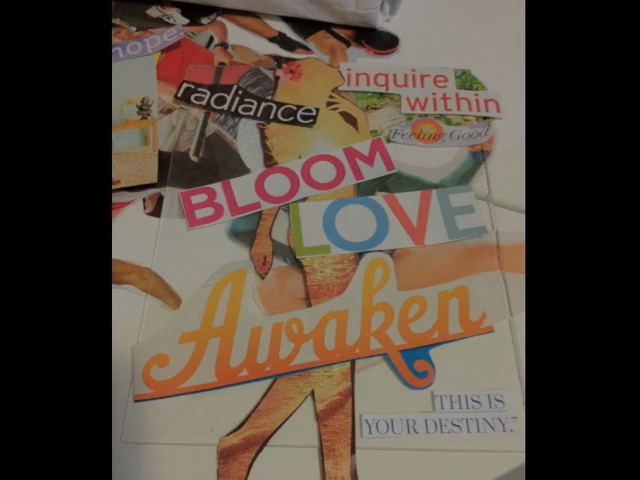 hope
radiance
inquire
within
Feeling Good
BLOOM
LOVE
Awaken
THIS IS
YOUR DESTINY."